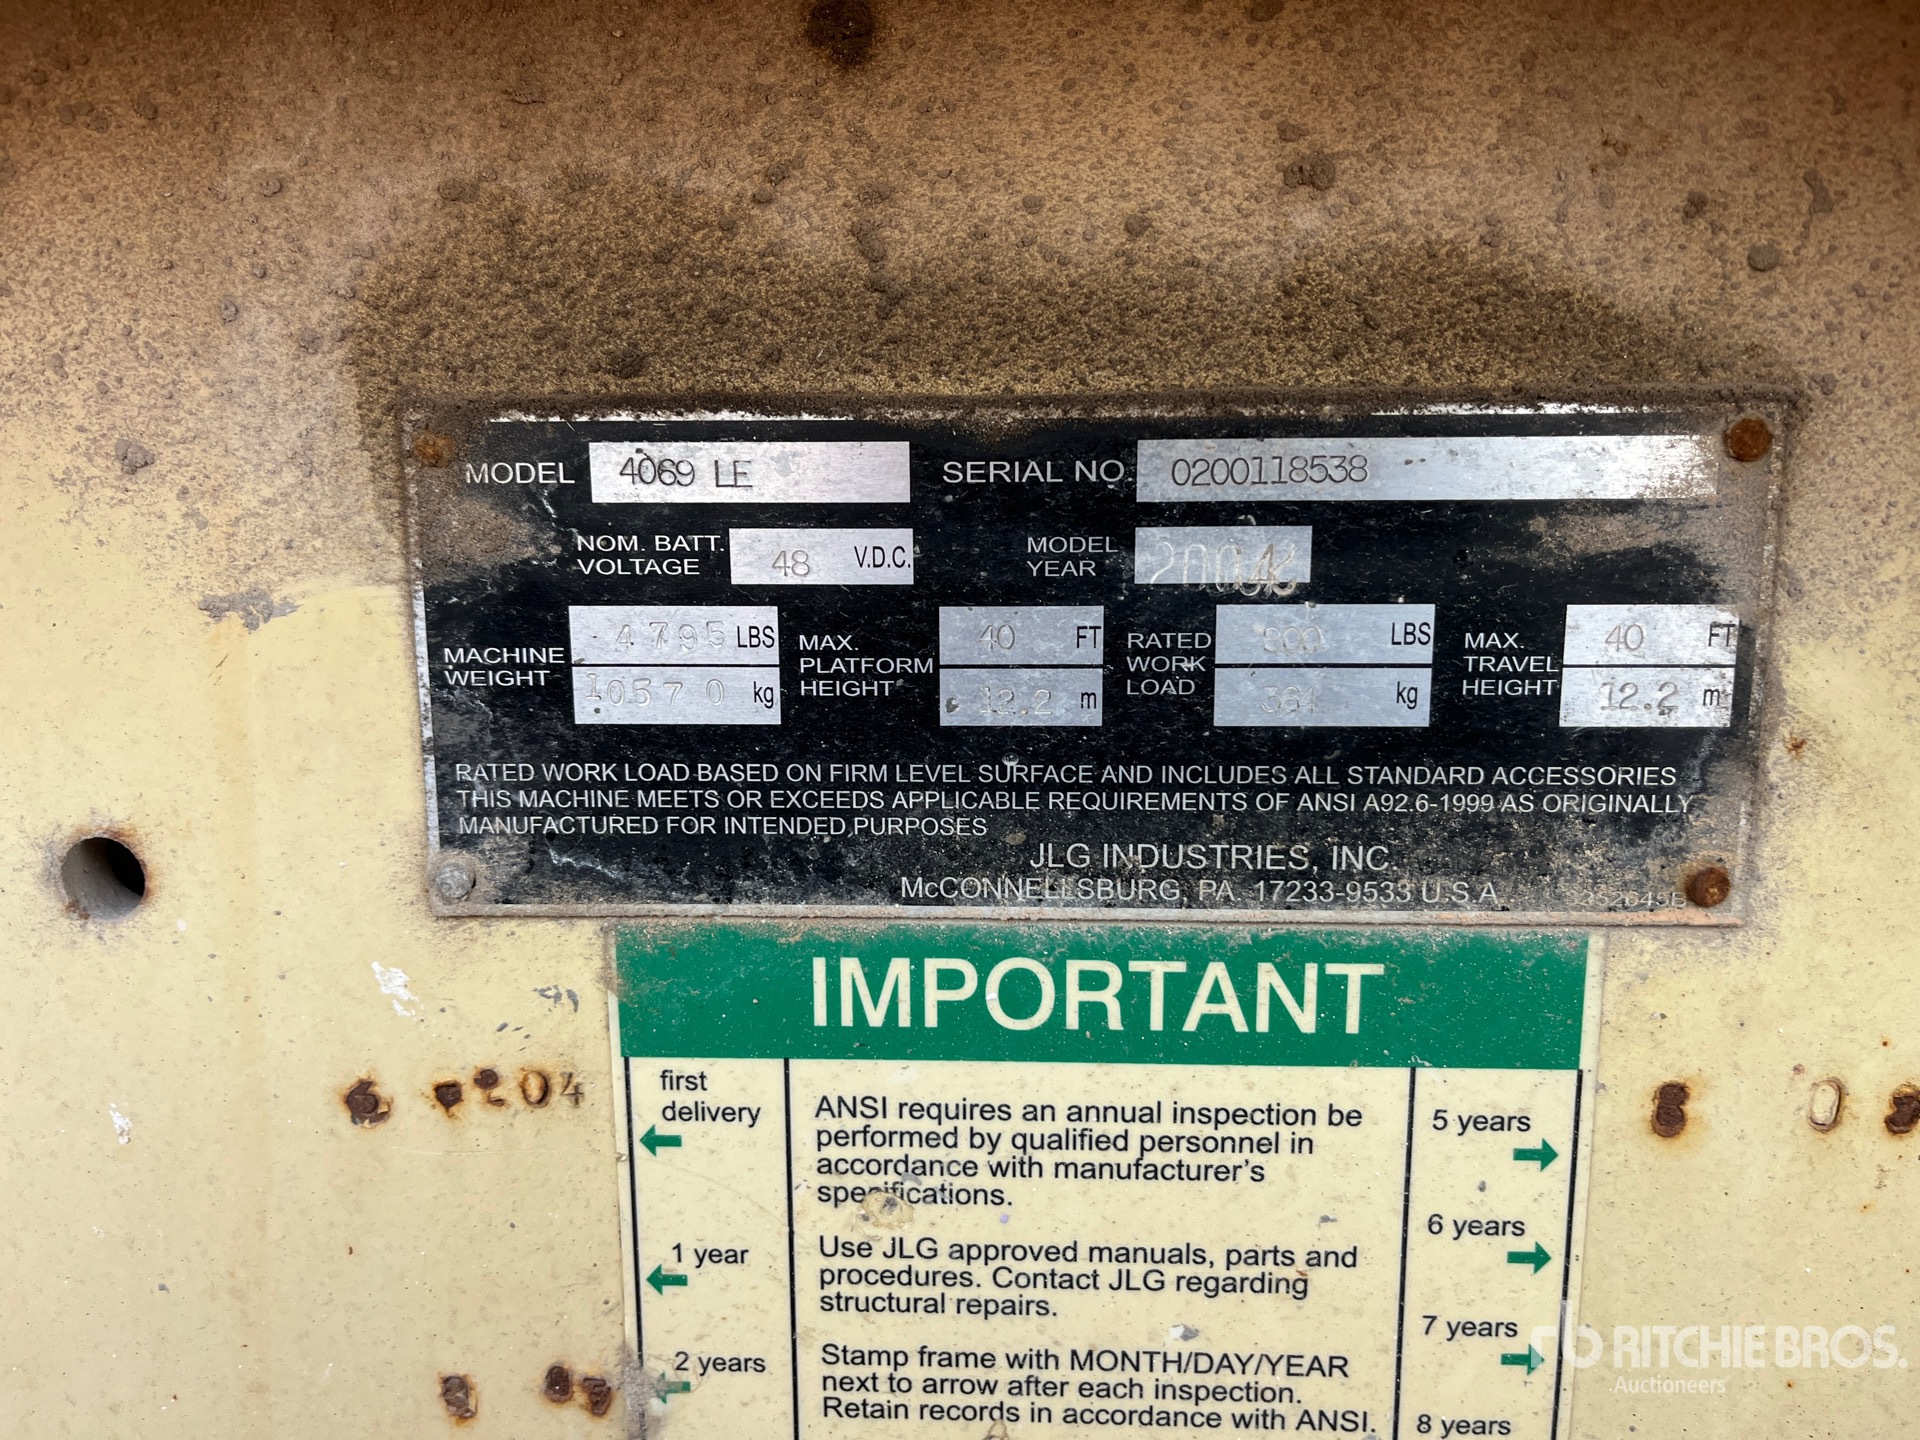 MODEL 4069 LE SERIAL NO. 0200118538
NOM. BATT. VOLTAGE 48 V.D.C. MODEL YEAR
MACHINE WEIGHT 4795 LBS 10570 kg
MAX. PLATFORM HEIGHT 40 FT 12.2 m
RATED WORK LOAD 800 LBS 364 kg
MAX. TRAVEL HEIGHT 40 FT 12.2 m
RATED WORK LOAD BASED ON FIRM LEVEL SURFACE AND INCLUDES ALL STANDARD ACCESSORIES
THIS MACHINE MEETS OR EXCEEDS APPLICABLE REQUIREMENTS OF ANSI A92.6-1999 AS ORIGINALLY
MANUFACTURED FOR INTENDED PURPOSES
JLG INDUSTRIES, INC.
McCONNELLSBURG, PA. 17233-9533 U.S.A.
IMPORTANT
first
delivery
ANSI requires an annual inspection be
performed by qualified personnel in
accordance with manufacturer's
specifications.
5 years
6 years
1 year
Use JLG approved manuals, parts and
procedures. Contact JLG regarding
structural repairs.
7 years
2 years
Stamp frame with MONTH/DAY/YEAR
next to arrow after each inspection.
Retain records in accordance with ANSI.
8 years
04
RITCHIE BROS.
Auctioneers